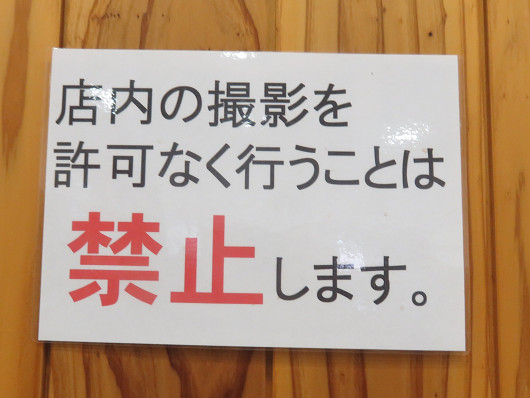 店内の撮影を
許可なく行うことは
禁止します。